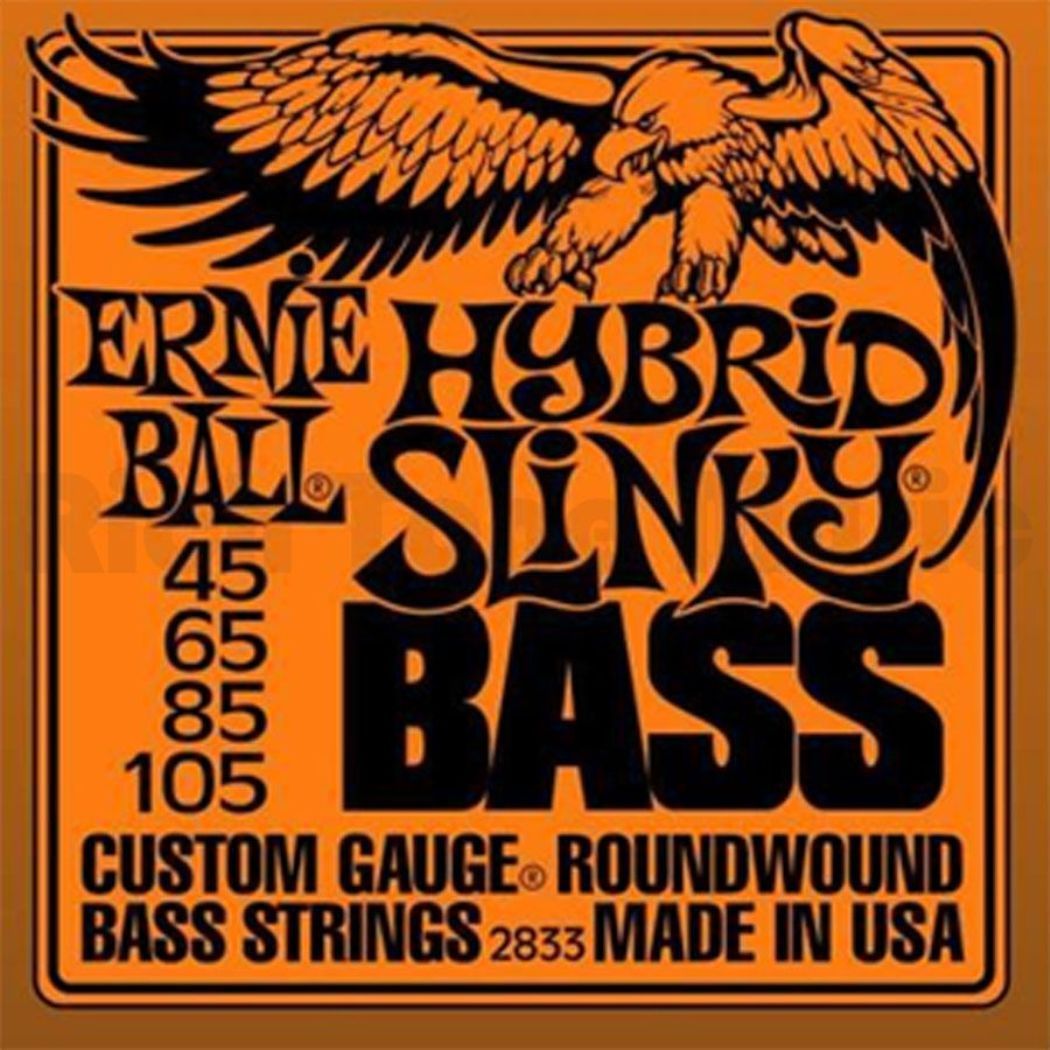 ERNiE BALL®
HYBRiD
SLiNKY®
BASS
45
65
85
105
CUSTOM GAUGE® ROUNDWOUND
BASS STRINGS 2833 MADE IN USA